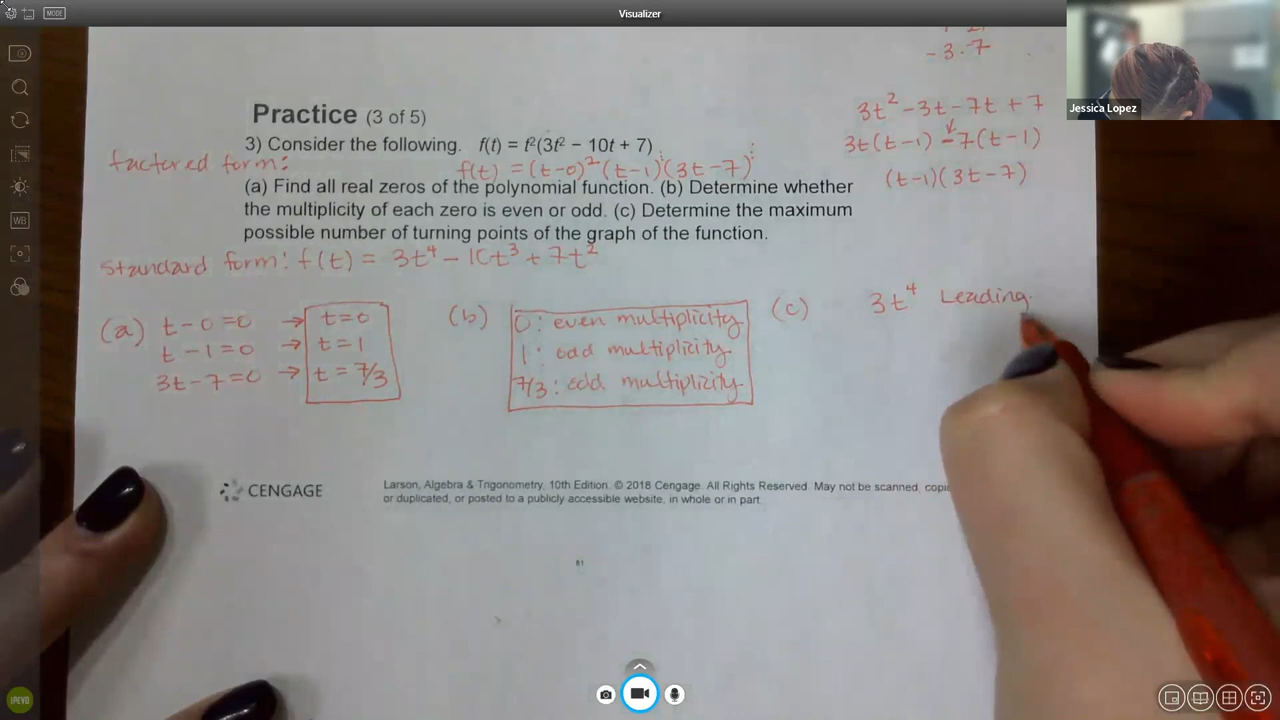 MODE
Visualizer
- 3 · 7
Jessica Lopez
3t² - 3t - 7t + 7
3t(t-1) - 7(t-1)
(t-1)(3t-7)
Practice (3 of 5)
3) Consider the following. f(t) = t²(3t² − 10t + 7)
factored form: f(t) = (t-0)²(t-1)¹(3t-7)¹
(a) Find all real zeros of the polynomial function. (b) Determine whether
the multiplicity of each zero is even or odd. (c) Determine the maximum
possible number of turning points of the graph of the function.
standard form: f(t) = 3t⁴ - 10t³ + 7t²
(a) t-0=0 → t=0
t-1=0 → t=1
3t-7=0 → t=7/3
(b) 0: even multiplicity
1: odd multiplicity
7/3: odd multiplicity
(c) 3t⁴ Leading
CENGAGE
Larson, Algebra & Trigonometry, 10th Edition. © 2018 Cengage. All Rights Reserved. May not be scanned,
or duplicated, or posted to a publicly accessible website, in whole or in part.
81
WB
IPEVO